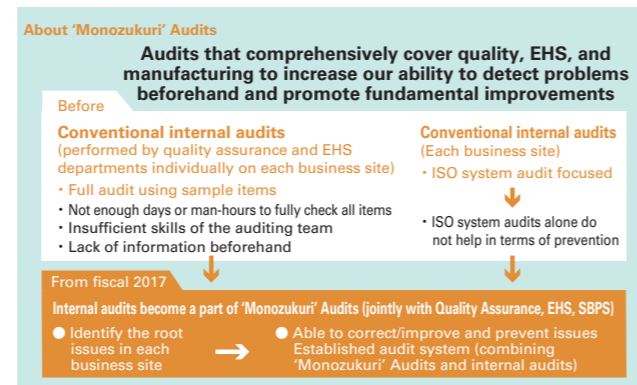 About ‘Monozukuri’ Audits
Audits that comprehensively cover quality, EHS, and
manufacturing to increase our ability to detect problems
beforehand and promote fundamental improvements
Before
Conventional internal audits
(performed by quality assurance and EHS
departments individually on each business site)
・Full audit using sample items
・Not enough days or man-hours to fully check all items
・Insufficient skills of the auditing team
・Lack of information beforehand
Conventional internal audits
(Each business site)
・ISO system audit focused
・ISO system audits alone do
not help in terms of prevention
From fiscal 2017
Internal audits become a part of ‘Monozukuri’ Audits (jointly with Quality Assurance, EHS, SBPS)
● Identify the root
issues in each
business site
● Able to correct/improve and prevent issues
Established audit system (combining
‘Monozukuri’ Audits and internal audits)